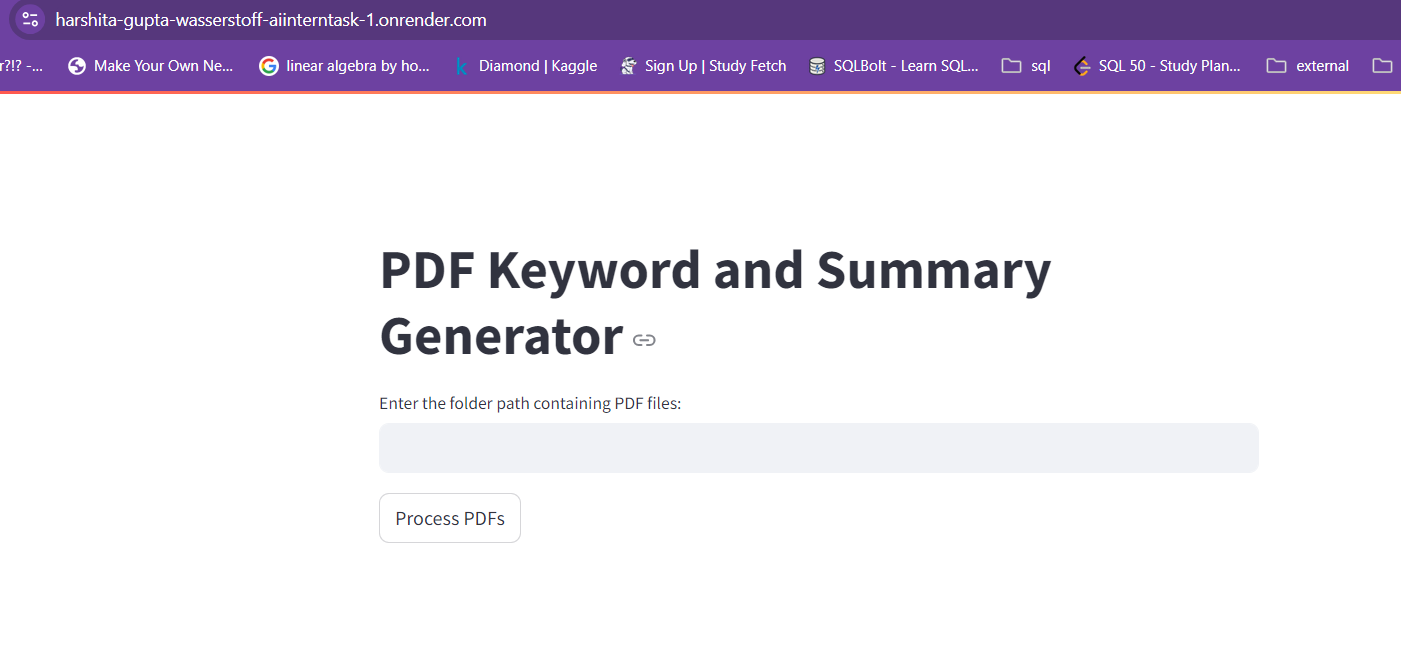 harshita-gupta-wasserstoff-aiinterntask-1.onrender.com
r?!? -... Make Your Own Ne... linear algebra by ho... Diamond | Kaggle Sign Up | Study Fetch SQLBolt - Learn SQL... sql SQL 50 - Study Plan... external
PDF Keyword and Summary
Generator
Enter the folder path containing PDF files:
Process PDFs